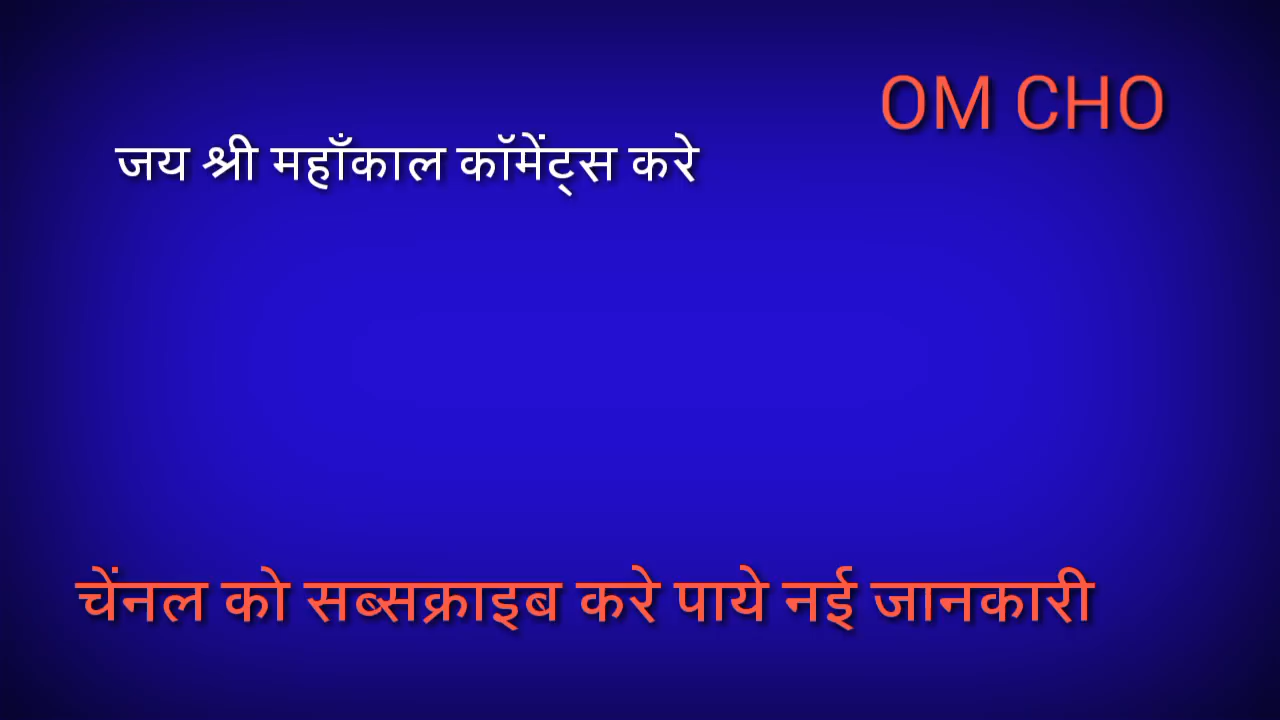 OM CHO
जय श्री महाँकाल कॉमेंट्स करे
चेंनल को सब्सक्राइब करे पाये नई जानकारी